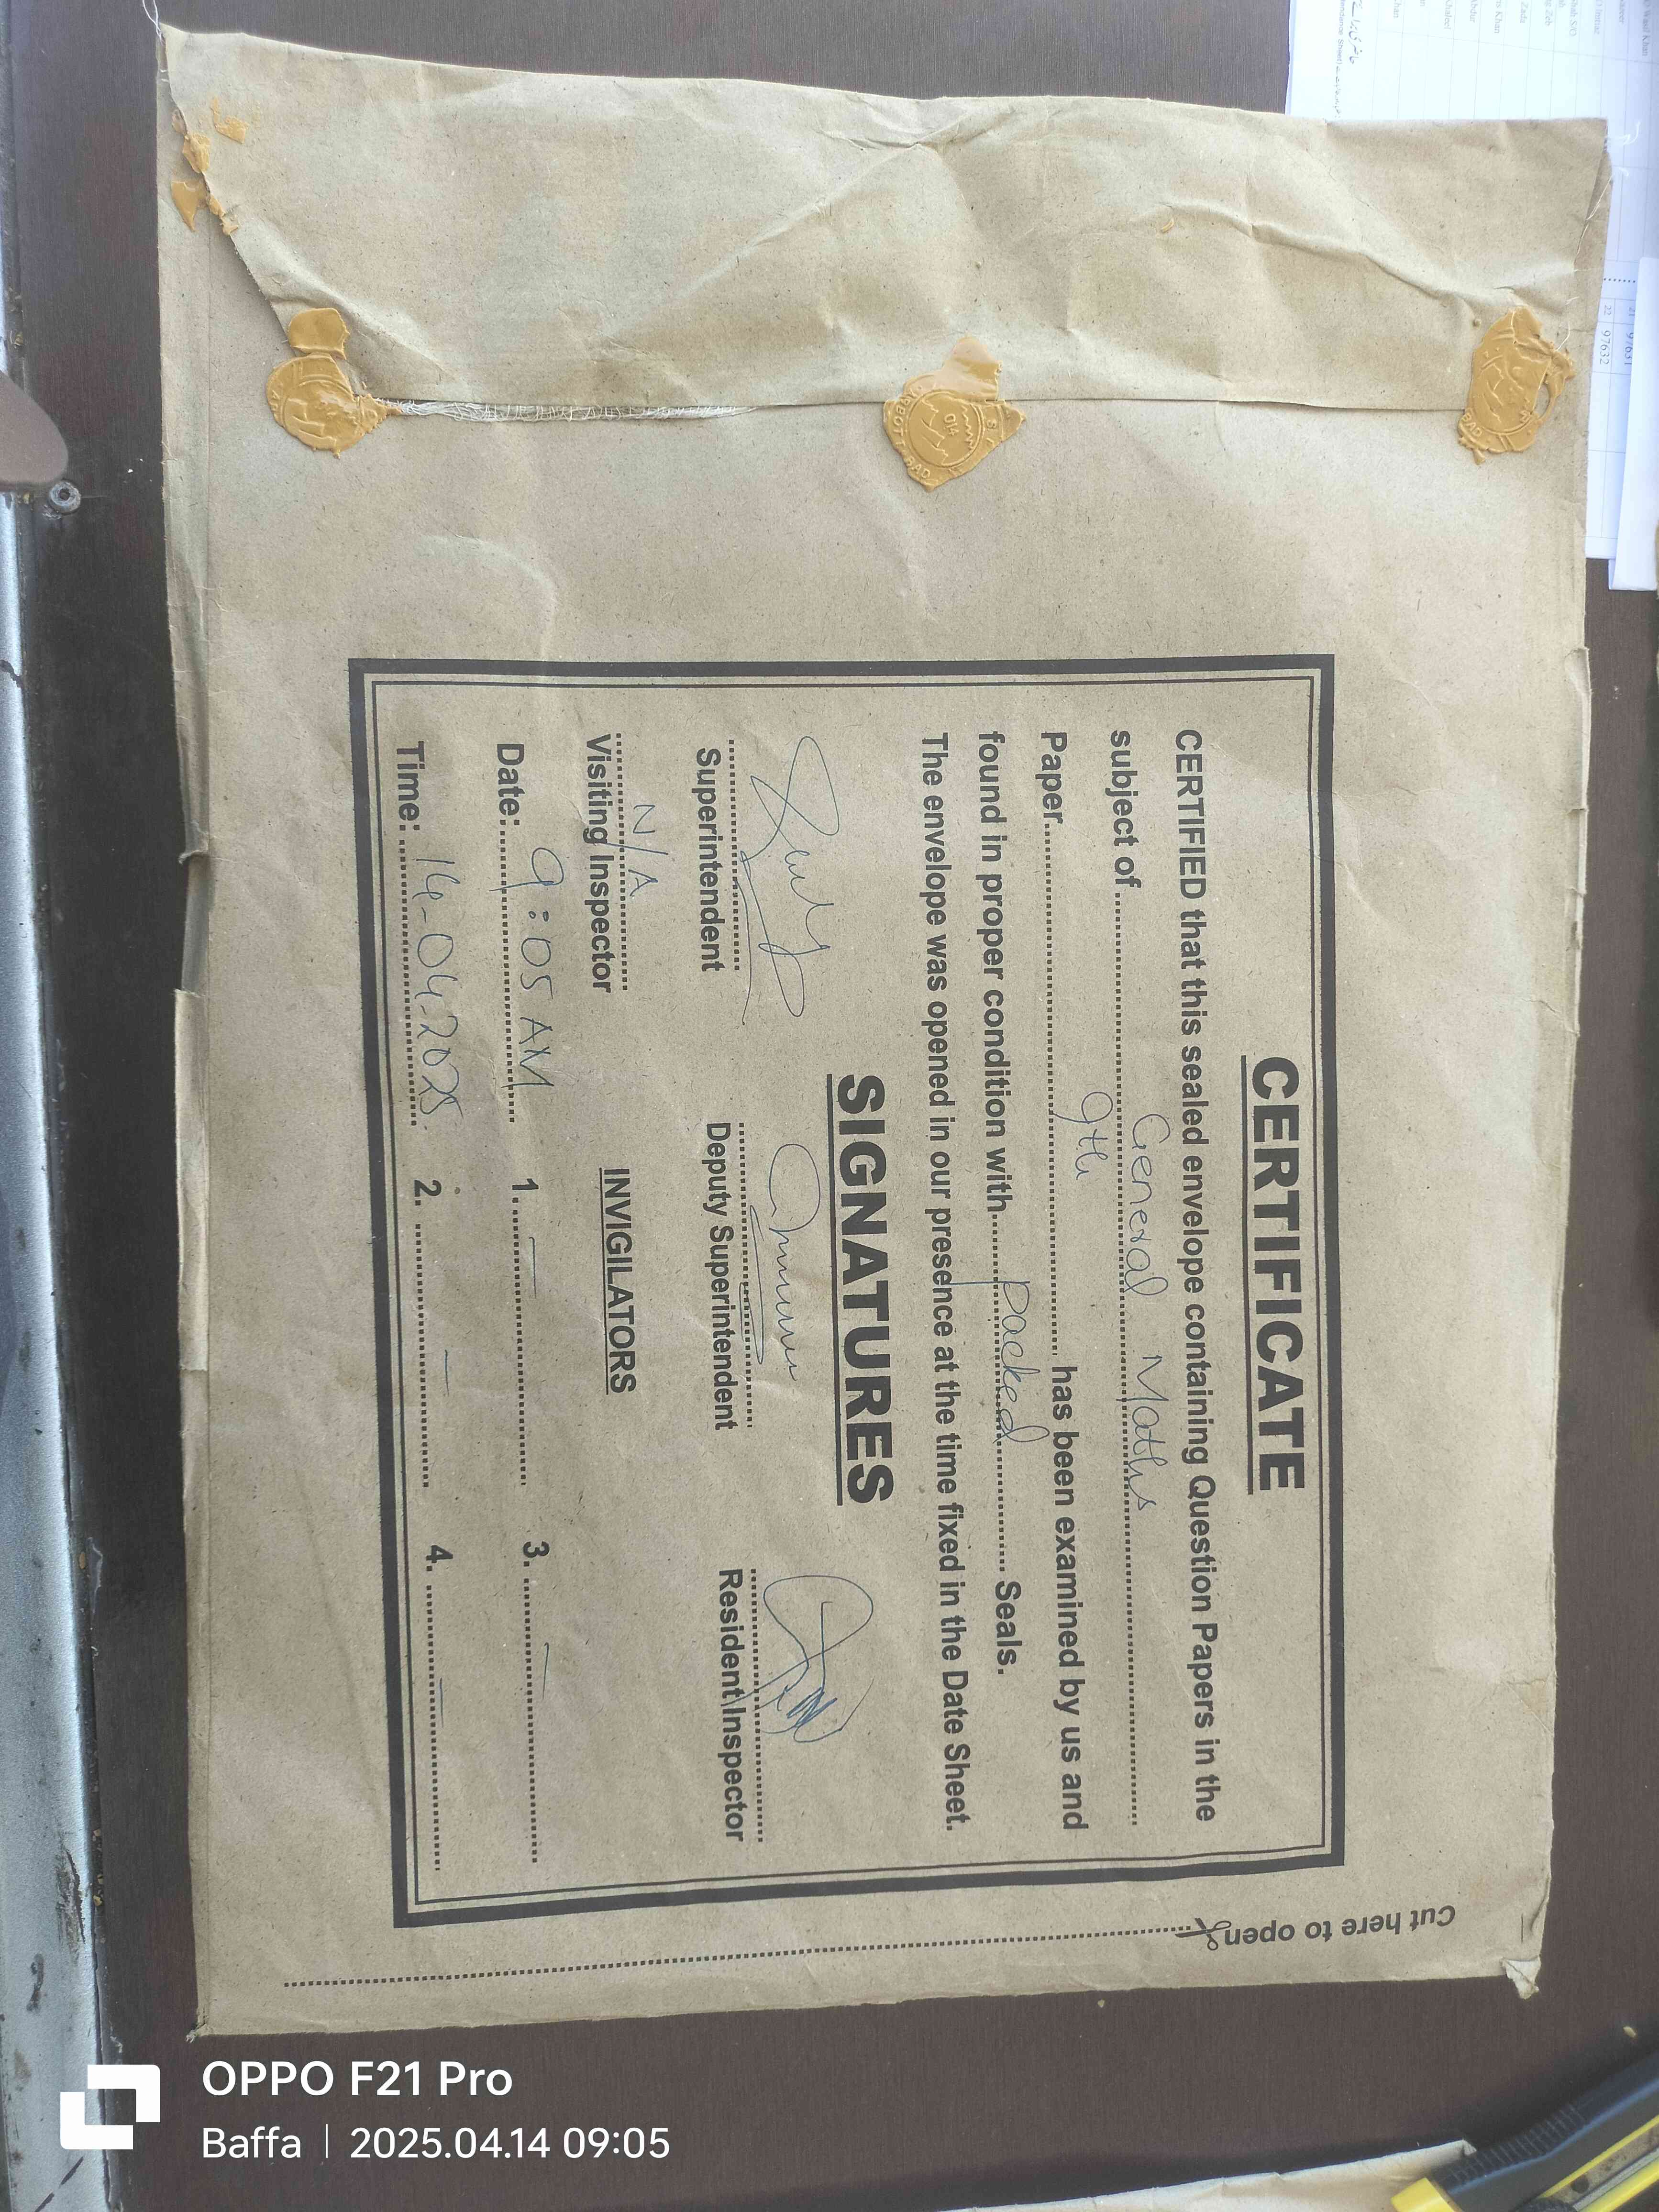 CERTIFICATE
CERTIFIED that this sealed envelope containing Question Papers in the
subject of General Maths
Paper 9th has been examined by us and
found in proper condition with packed Seals.
The envelope was opened in our presence at the time fixed in the Date Sheet.
SIGNATURES
Superintendent Deputy Superintendent Resident Inspector
N/A
Visiting Inspector
INVIGILATORS
Date: 9:05 AM 1. — 3. —
Time: 14-04-2025 2. — 4. —
Cut here to open
014
BAD
22 97632
OPPO F21 Pro
Baffa | 2025.04.14 09:05